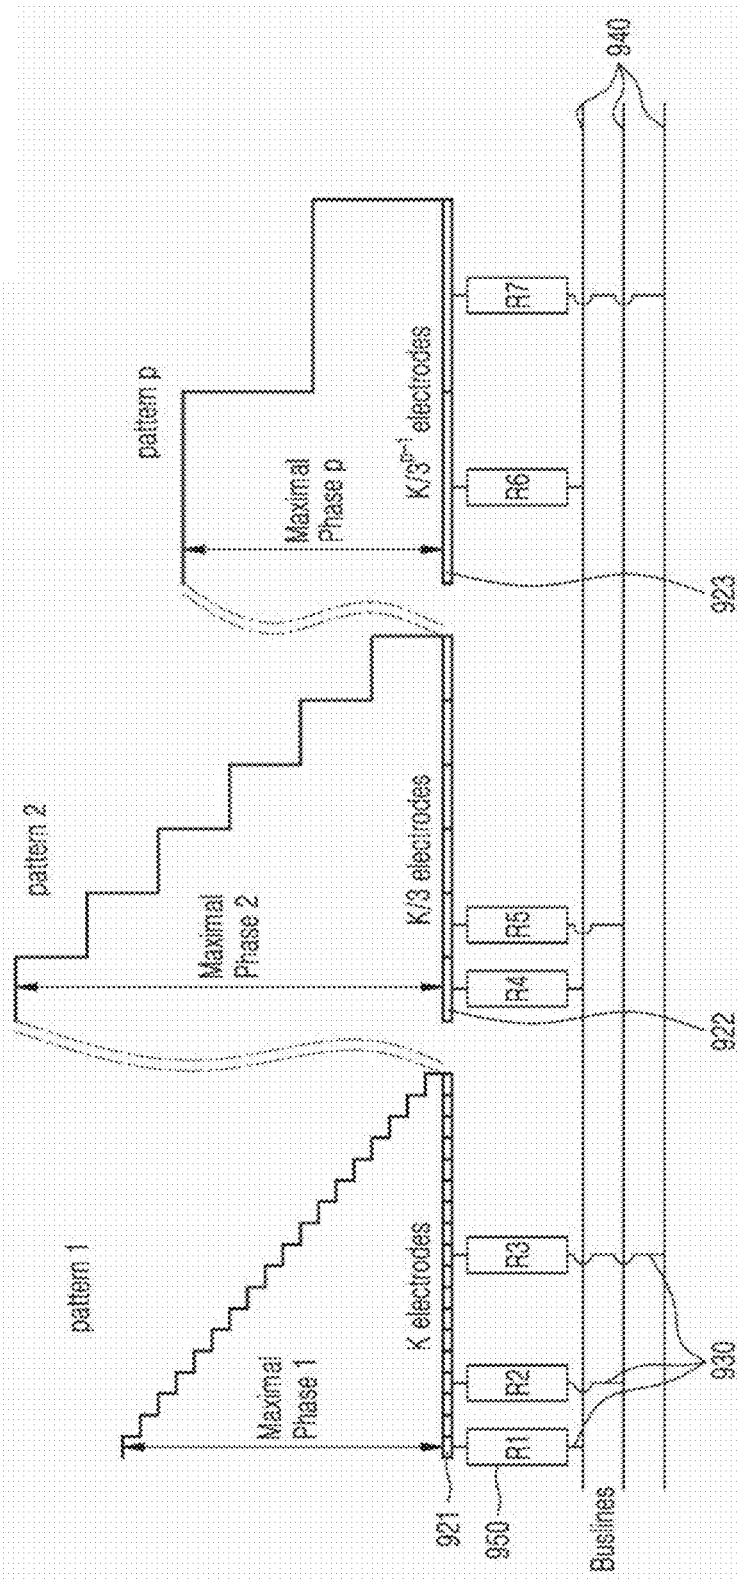 pattern 1
pattern 2
pattern p
Maximal
Phase 1
Maximal
Phase 2
Maximal
Phase p
K electrodes
K/3 electrodes
K/3ᵖ⁻¹ electrodes
921
950
R1
R2
R3
R4
R5
R6
R7
Buslines
930
922
923
940